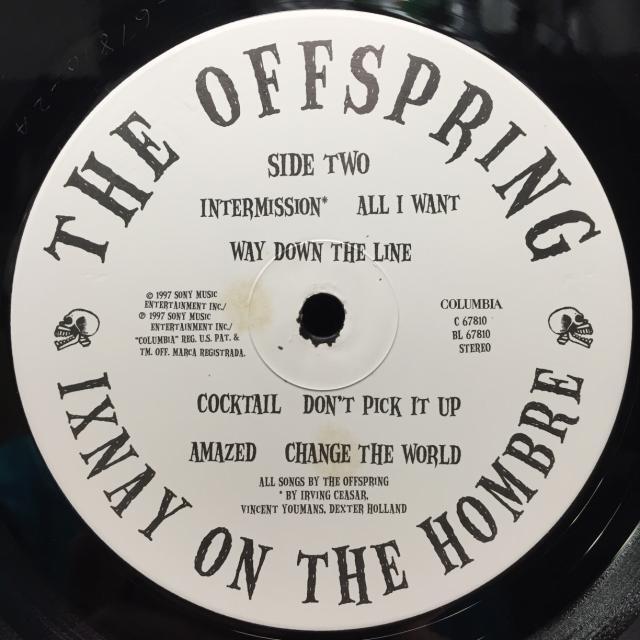 THE OFFSPRING
SIDE TWO
INTERMISSION* ALL I WANT
WAY DOWN THE LINE
© 1997 SONY MUSIC
ENTERTAINMENT INC./
℗ 1997 SONY MUSIC
ENTERTAINMENT INC./
"COLUMBIA" REG. U.S. PAT. &
TM. OFF. MARCA REGISTRADA.
COLUMBIA
C 67810
BL 67810
STEREO
COCKTAIL DON'T PICK IT UP
AMAZED CHANGE THE WORLD
ALL SONGS BY THE OFFSPRING
* BY IRVING CEASAR,
VINCENT YOUMANS, DEXTER HOLLAND
IXNAY ON THE HOMBRE